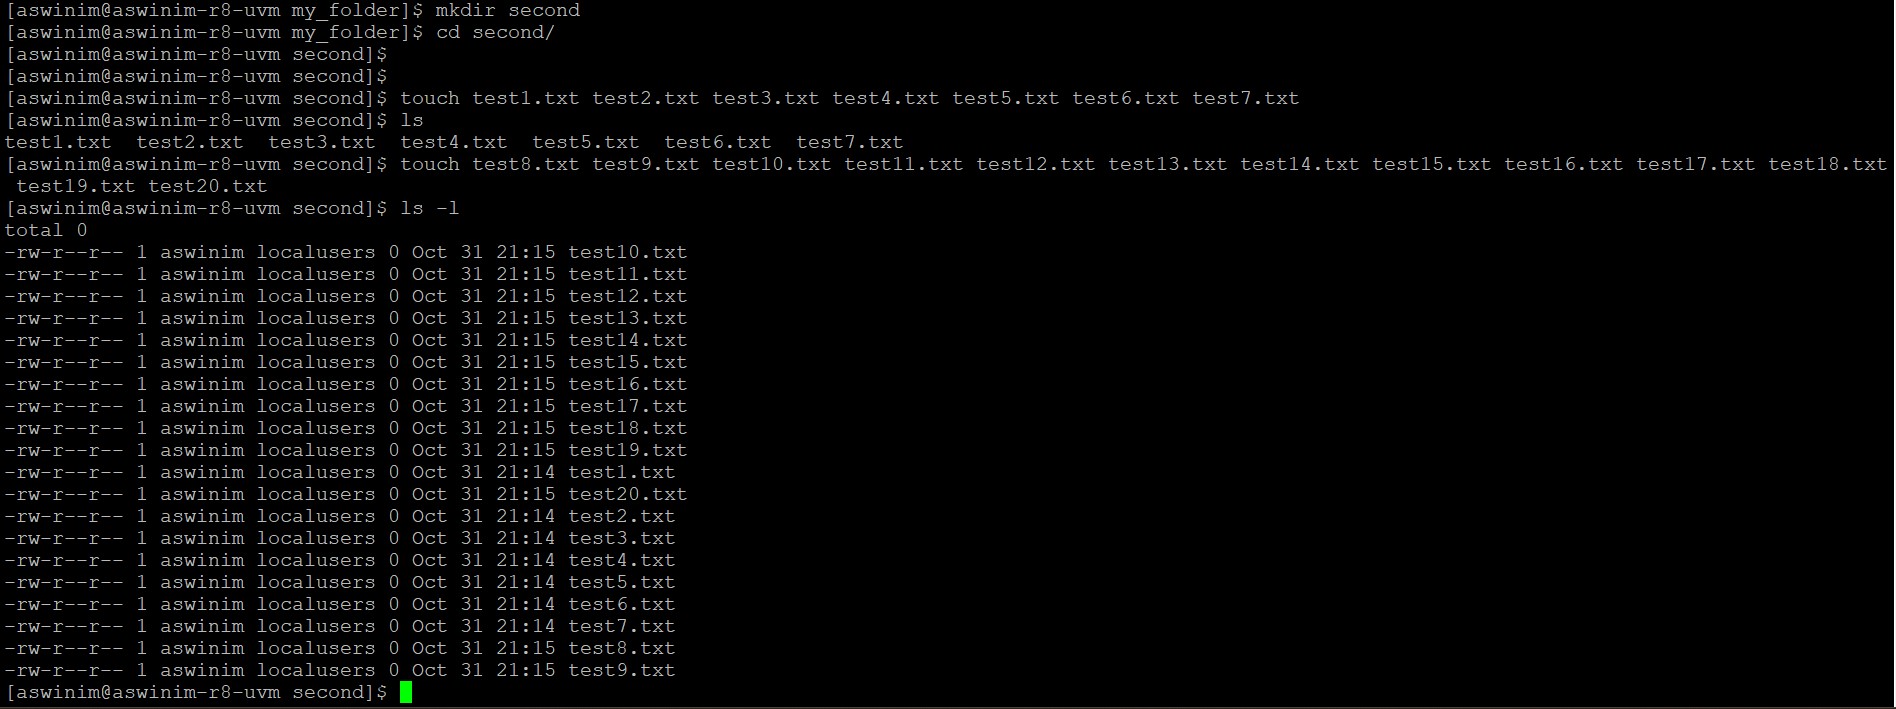 [aswinim@aswinim-r8-uvm my_folder]$ mkdir second
[aswinim@aswinim-r8-uvm my_folder]$ cd second/
[aswinim@aswinim-r8-uvm second]$
[aswinim@aswinim-r8-uvm second]$
[aswinim@aswinim-r8-uvm second]$ touch test1.txt test2.txt test3.txt test4.txt test5.txt test6.txt test7.txt
[aswinim@aswinim-r8-uvm second]$ ls
test1.txt  test2.txt  test3.txt  test4.txt  test5.txt  test6.txt  test7.txt
[aswinim@aswinim-r8-uvm second]$ touch test8.txt test9.txt test10.txt test11.txt test12.txt test13.txt test14.txt test15.txt test16.txt test17.txt test18.txt
 test19.txt test20.txt
[aswinim@aswinim-r8-uvm second]$ ls -l
total 0
-rw-r--r-- 1 aswinim localusers 0 Oct 31 21:15 test10.txt
-rw-r--r-- 1 aswinim localusers 0 Oct 31 21:15 test11.txt
-rw-r--r-- 1 aswinim localusers 0 Oct 31 21:15 test12.txt
-rw-r--r-- 1 aswinim localusers 0 Oct 31 21:15 test13.txt
-rw-r--r-- 1 aswinim localusers 0 Oct 31 21:15 test14.txt
-rw-r--r-- 1 aswinim localusers 0 Oct 31 21:15 test15.txt
-rw-r--r-- 1 aswinim localusers 0 Oct 31 21:15 test16.txt
-rw-r--r-- 1 aswinim localusers 0 Oct 31 21:15 test17.txt
-rw-r--r-- 1 aswinim localusers 0 Oct 31 21:15 test18.txt
-rw-r--r-- 1 aswinim localusers 0 Oct 31 21:15 test19.txt
-rw-r--r-- 1 aswinim localusers 0 Oct 31 21:14 test1.txt
-rw-r--r-- 1 aswinim localusers 0 Oct 31 21:15 test20.txt
-rw-r--r-- 1 aswinim localusers 0 Oct 31 21:14 test2.txt
-rw-r--r-- 1 aswinim localusers 0 Oct 31 21:14 test3.txt
-rw-r--r-- 1 aswinim localusers 0 Oct 31 21:14 test4.txt
-rw-r--r-- 1 aswinim localusers 0 Oct 31 21:14 test5.txt
-rw-r--r-- 1 aswinim localusers 0 Oct 31 21:14 test6.txt
-rw-r--r-- 1 aswinim localusers 0 Oct 31 21:14 test7.txt
-rw-r--r-- 1 aswinim localusers 0 Oct 31 21:15 test8.txt
-rw-r--r-- 1 aswinim localusers 0 Oct 31 21:15 test9.txt
[aswinim@aswinim-r8-uvm second]$